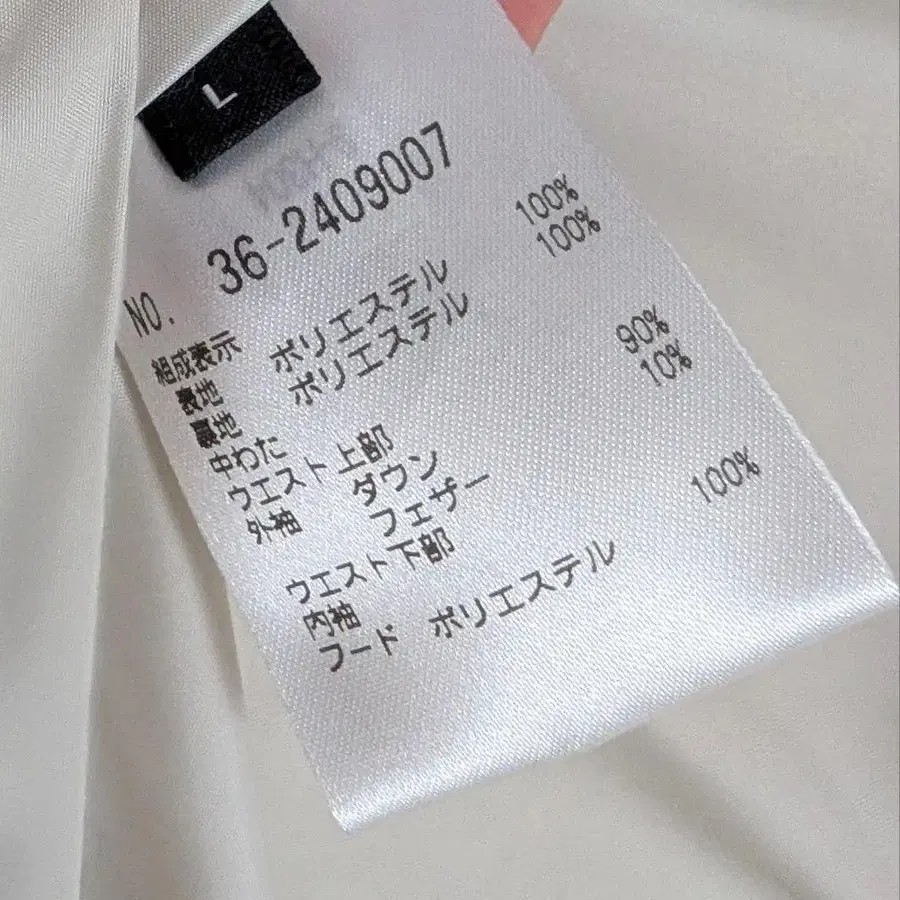 L
NO. 36-2409007
組成表示
表地 ポリエステル 100%
裏地 ポリエステル 100%
中わた
ウエスト上部
外袖 ダウン 90%
フェザー 10%
ウエスト下部
内袖
フード ポリエステル 100%